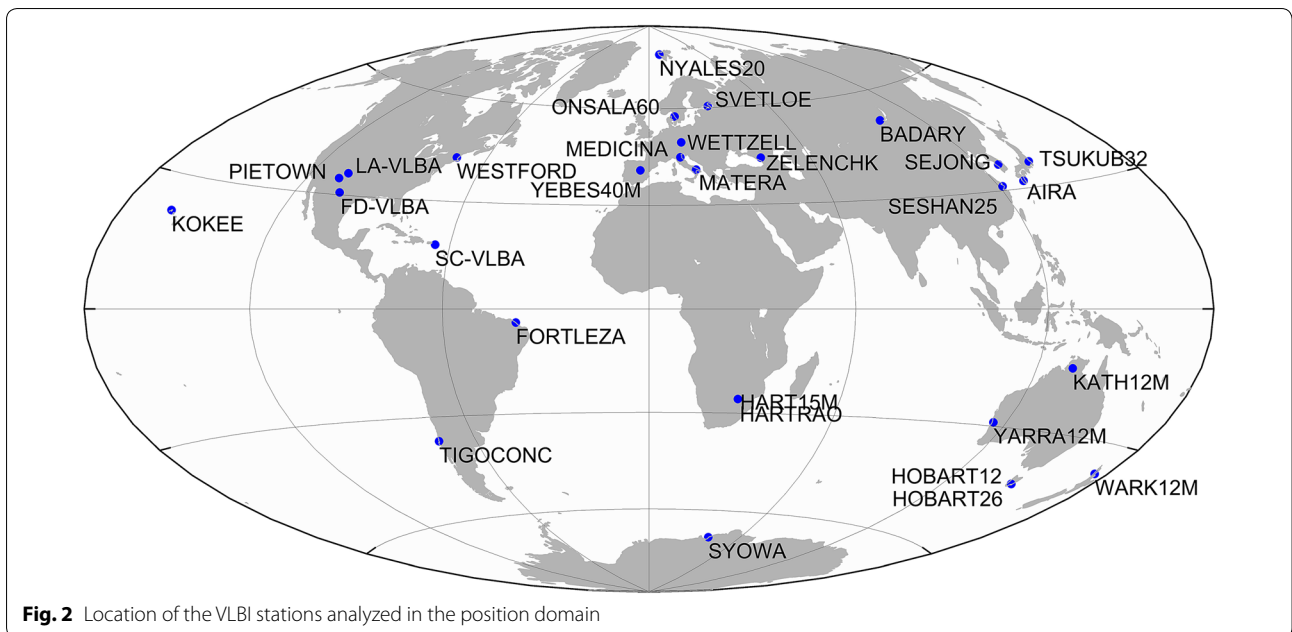 NYALES20
ONSALA60
SVETLOE
BADARY
MEDICINA
WETTZELL
ZELENCHK
SEJONG
TSUKUB32
PIETOWN
LA-VLBA
WESTFORD
YEBES40M
MATERA
AIRA
FD-VLBA
SESHAN25
KOKEE
SC-VLBA
FORTLEZA
KATH12M
HART15M
HARTRAO
YARRA12M
TIGOCONC
HOBART12
HOBART26
WARK12M
SYOWA
Fig. 2 Location of the VLBI stations analyzed in the position domain